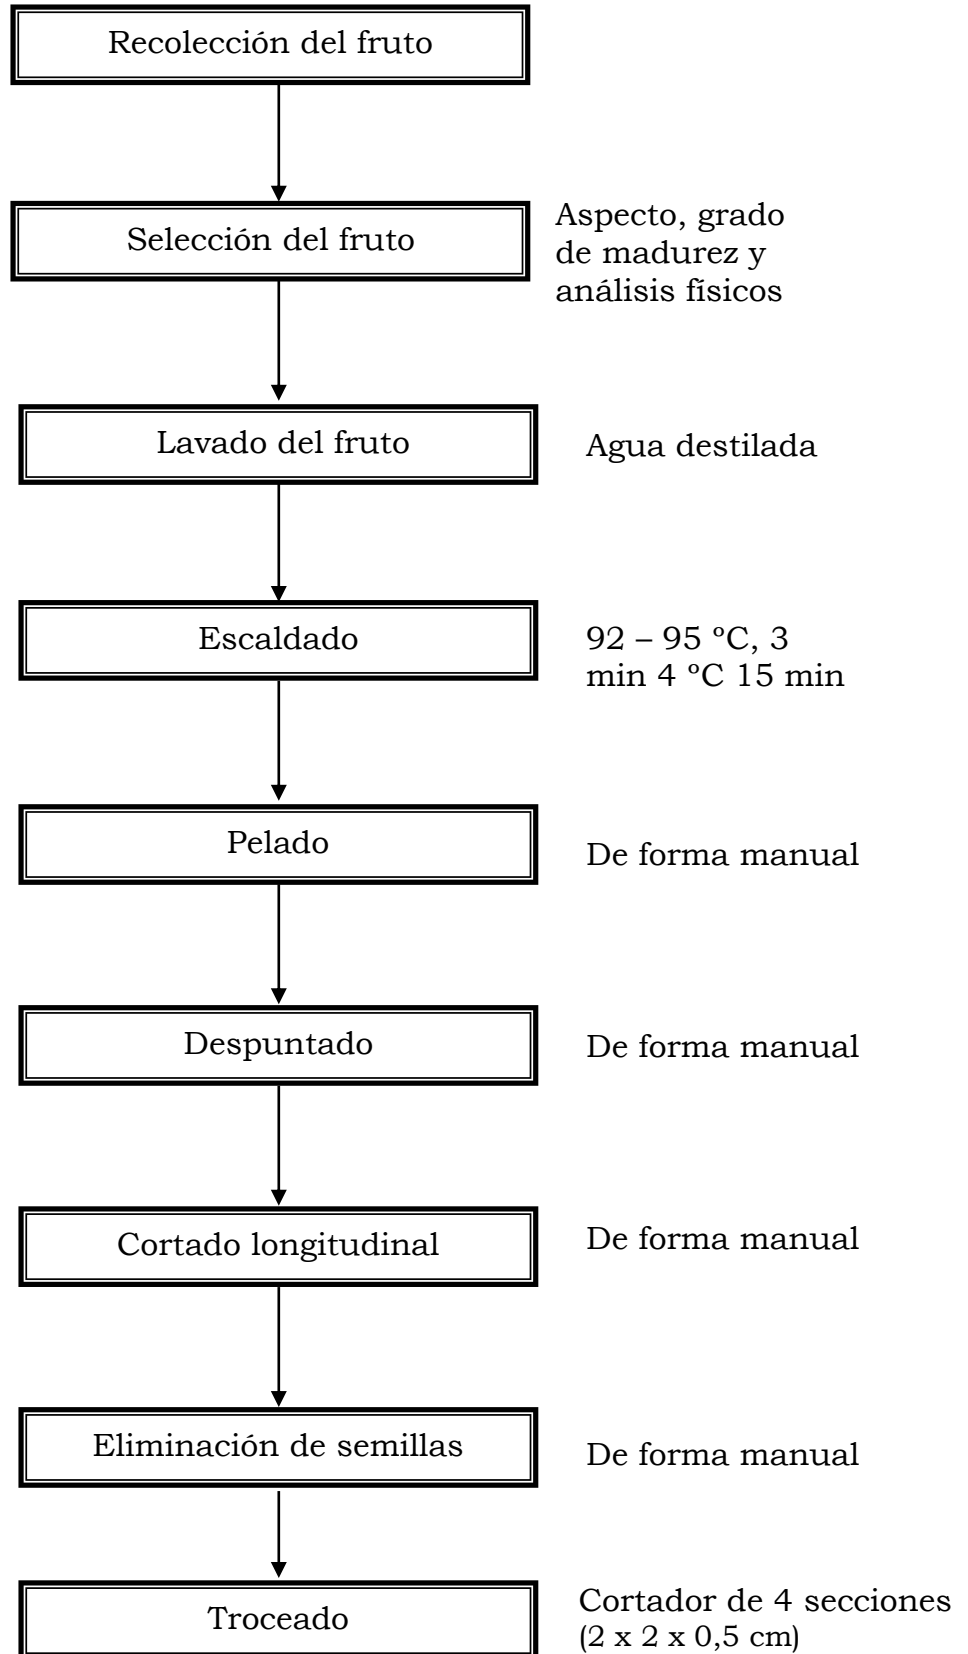 Recolección del fruto
Selección del fruto
Aspecto, grado
de madurez y
análisis físicos
Lavado del fruto
Agua destilada
Escaldado
92 – 95 ºC, 3
min 4 ºC 15 min
Pelado
De forma manual
Despuntado
De forma manual
Cortado longitudinal
De forma manual
Eliminación de semillas
De forma manual
Troceado
Cortador de 4 secciones
(2 x 2 x 0,5 cm)